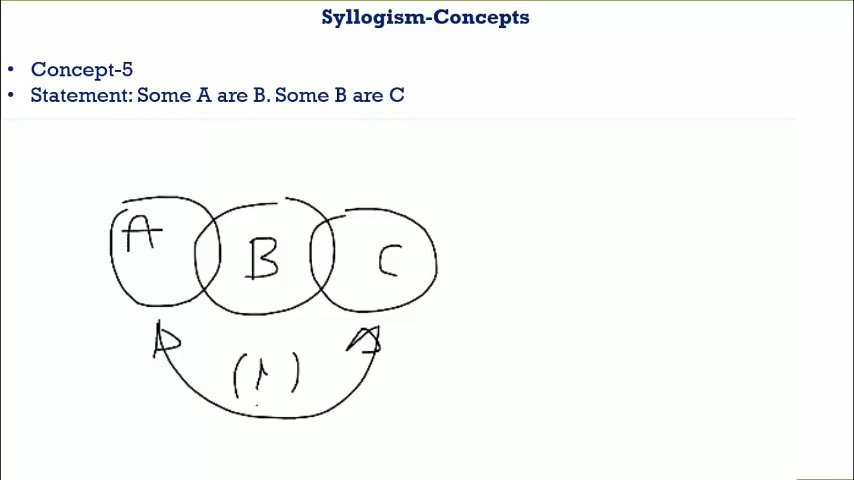 Syllogism-Concepts
• Concept-5
• Statement: Some A are B. Some B are C
A B C